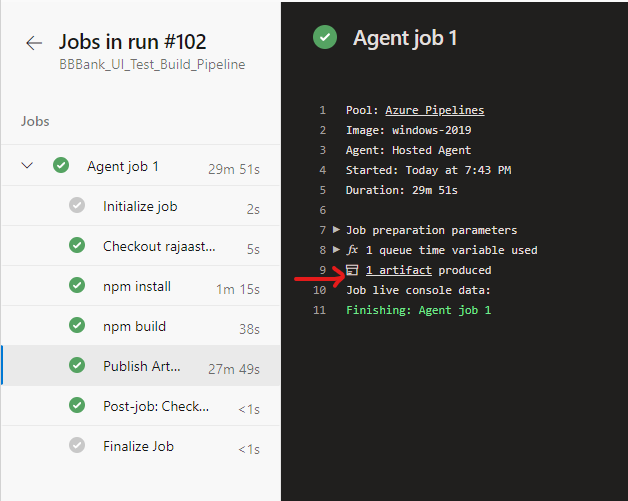 Jobs in run #102
BBBank_UI_Test_Build_Pipeline
Jobs
Agent job 1 29m 51s
Initialize job 2s
Checkout rajaast... 5s
npm install 1m 15s
npm build 38s
Publish Art... 27m 49s
Post-job: Check... <1s
Finalize Job <1s
Agent job 1
1 Pool: Azure Pipelines
2 Image: windows-2019
3 Agent: Hosted Agent
4 Started: Today at 7:43 PM
5 Duration: 29m 51s
6
7 Job preparation parameters
8 fx 1 queue time variable used
9 1 artifact produced
10 Job live console data:
11 Finishing: Agent job 1